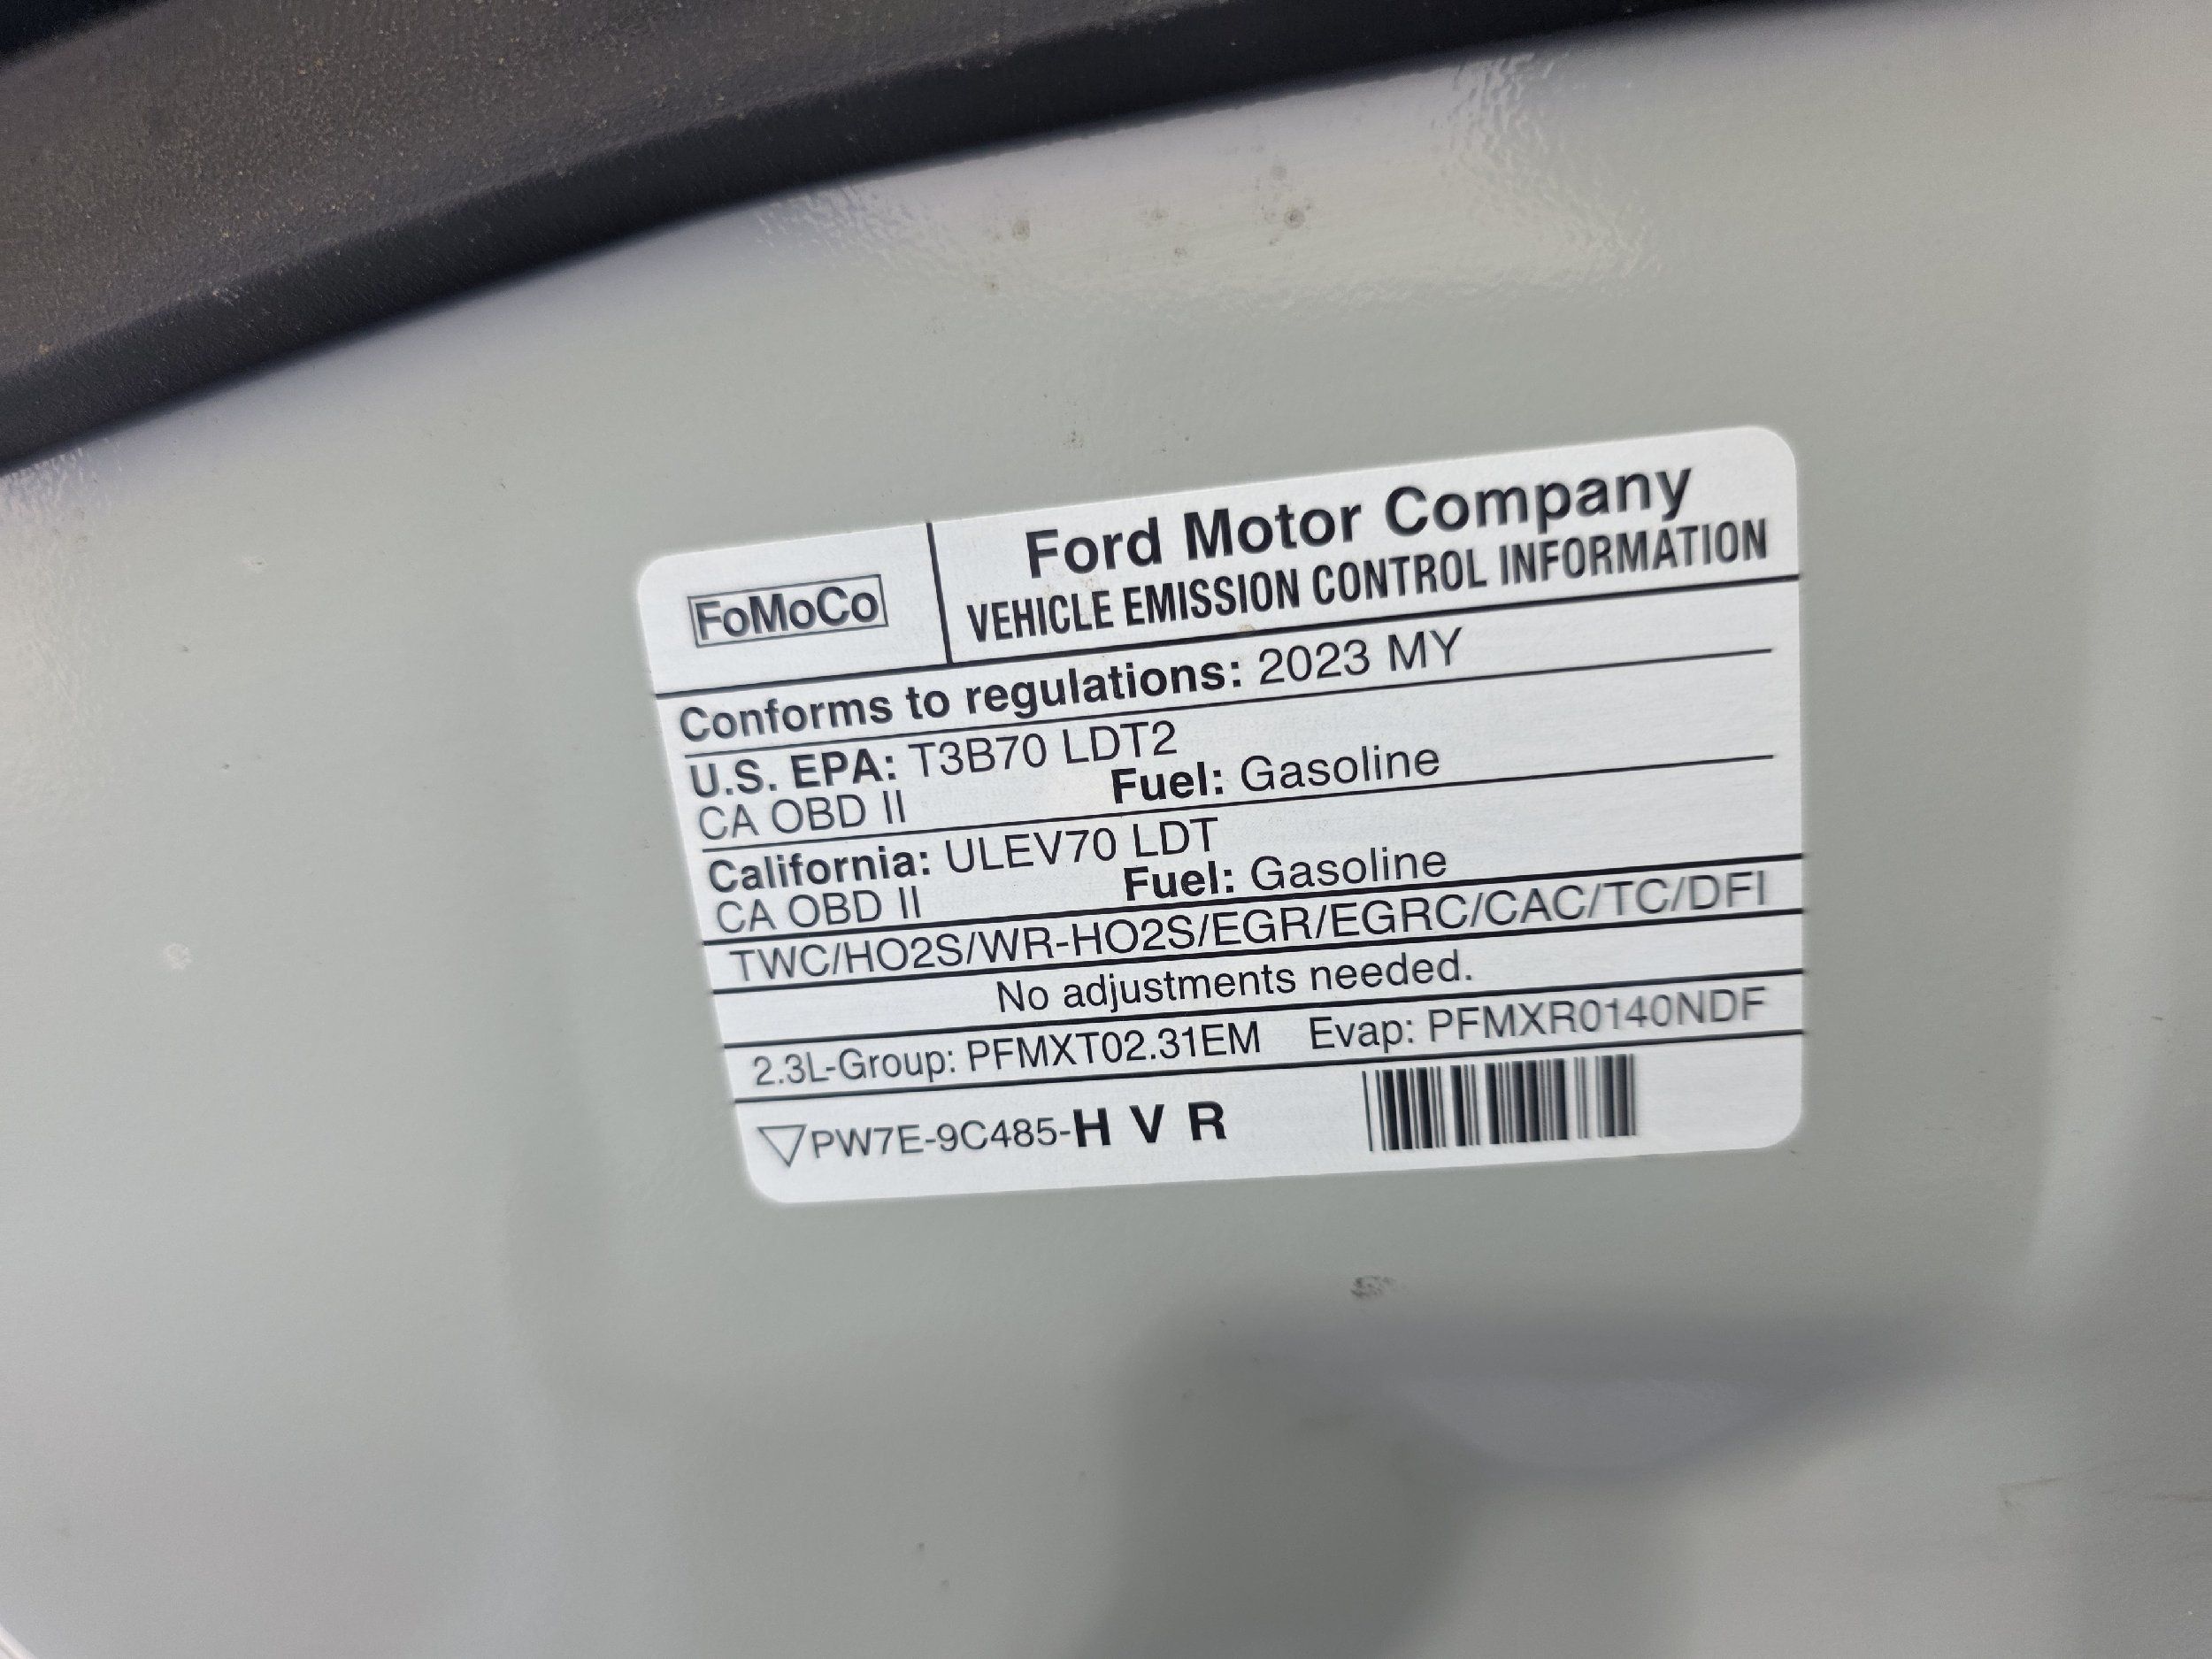 FoMoCo
Ford Motor Company
VEHICLE EMISSION CONTROL INFORMATION
Conforms to regulations: 2023 MY
U.S. EPA: T3B70 LDT2
CA OBD II Fuel: Gasoline
California: ULEV70 LDT
CA OBD II Fuel: Gasoline
TWC/HO2S/WR-HO2S/EGR/EGRC/CAC/TC/DFI
No adjustments needed.
2.3L-Group: PFMXT02.31EM Evap: PFMXR0140NDF
PW7E-9C485-H V R